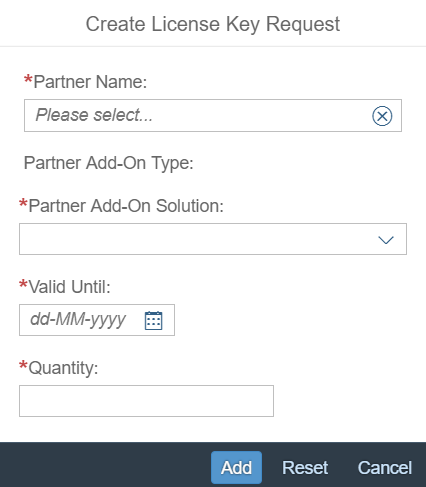 Create License Key Request
*Partner Name:
Please select...
Partner Add-On Type:
*Partner Add-On Solution:
*Valid Until:
dd-MM-yyyy
*Quantity:
Add Reset Cancel